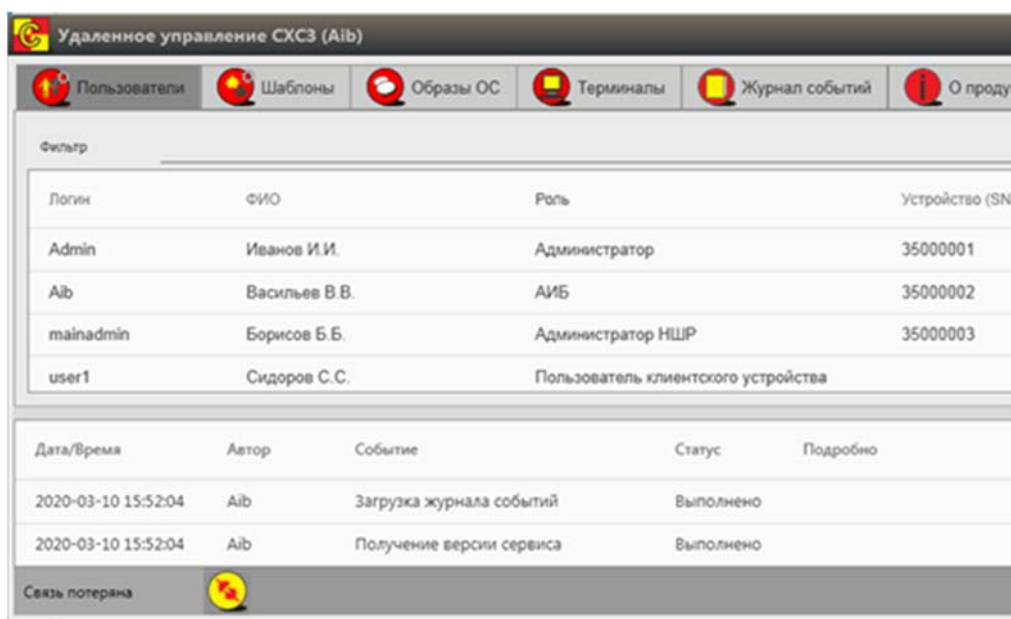 Удаленное управление СХСЗ (Aib)
Пользователи Шаблоны Образы ОС Терминалы Журнал событий О проду
Фильтр
Логин ФИО Роль Устройство (SN
Admin Иванов И.И. Администратор 35000001
Aib Васильев В.В. АИБ 35000002
mainadmin Борисов Б.Б. Администратор НШР 35000003
user1 Сидоров С.С. Пользователь клиентского устройства
Дата/Время Автор Событие Статус Подробно
2020-03-10 15:52:04 Aib Загрузка журнала событий Выполнено
2020-03-10 15:52:04 Aib Получение версии сервиса Выполнено
Связь потеряна